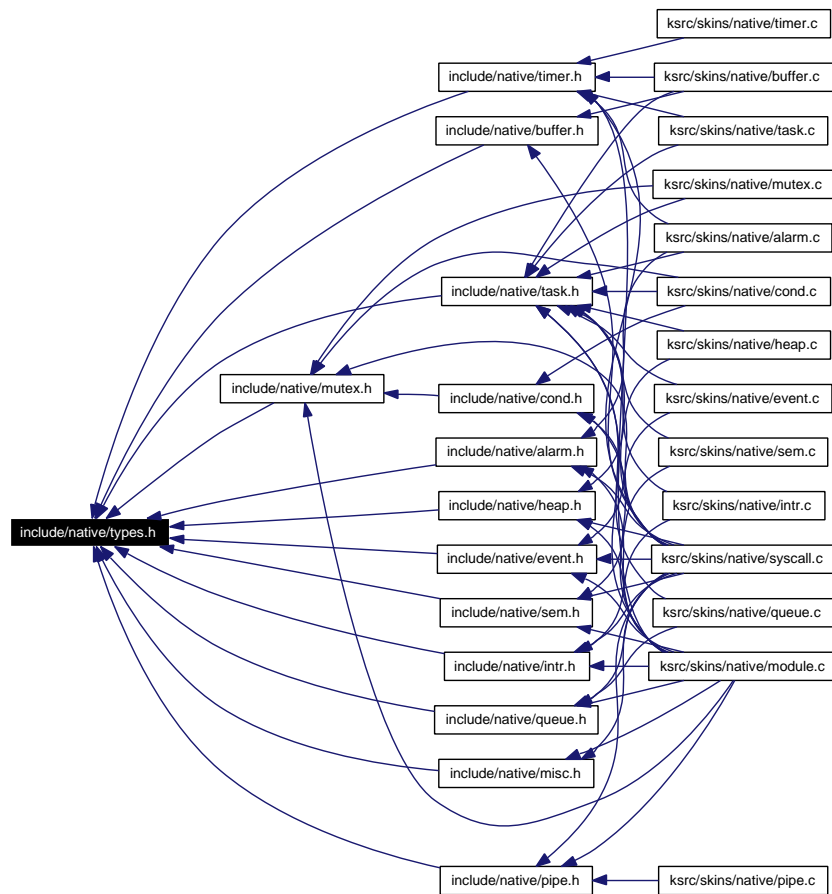 ksrc/skins/native/timer.c
include/native/timer.h
ksrc/skins/native/buffer.c
include/native/buffer.h
ksrc/skins/native/task.c
ksrc/skins/native/mutex.c
ksrc/skins/native/alarm.c
include/native/task.h
ksrc/skins/native/cond.c
ksrc/skins/native/heap.c
include/native/mutex.h
include/native/cond.h
ksrc/skins/native/event.c
include/native/alarm.h
ksrc/skins/native/sem.c
include/native/heap.h
ksrc/skins/native/intr.c
include/native/types.h
include/native/event.h
ksrc/skins/native/syscall.c
include/native/sem.h
ksrc/skins/native/queue.c
include/native/intr.h
ksrc/skins/native/module.c
include/native/queue.h
include/native/misc.h
include/native/pipe.h
ksrc/skins/native/pipe.c